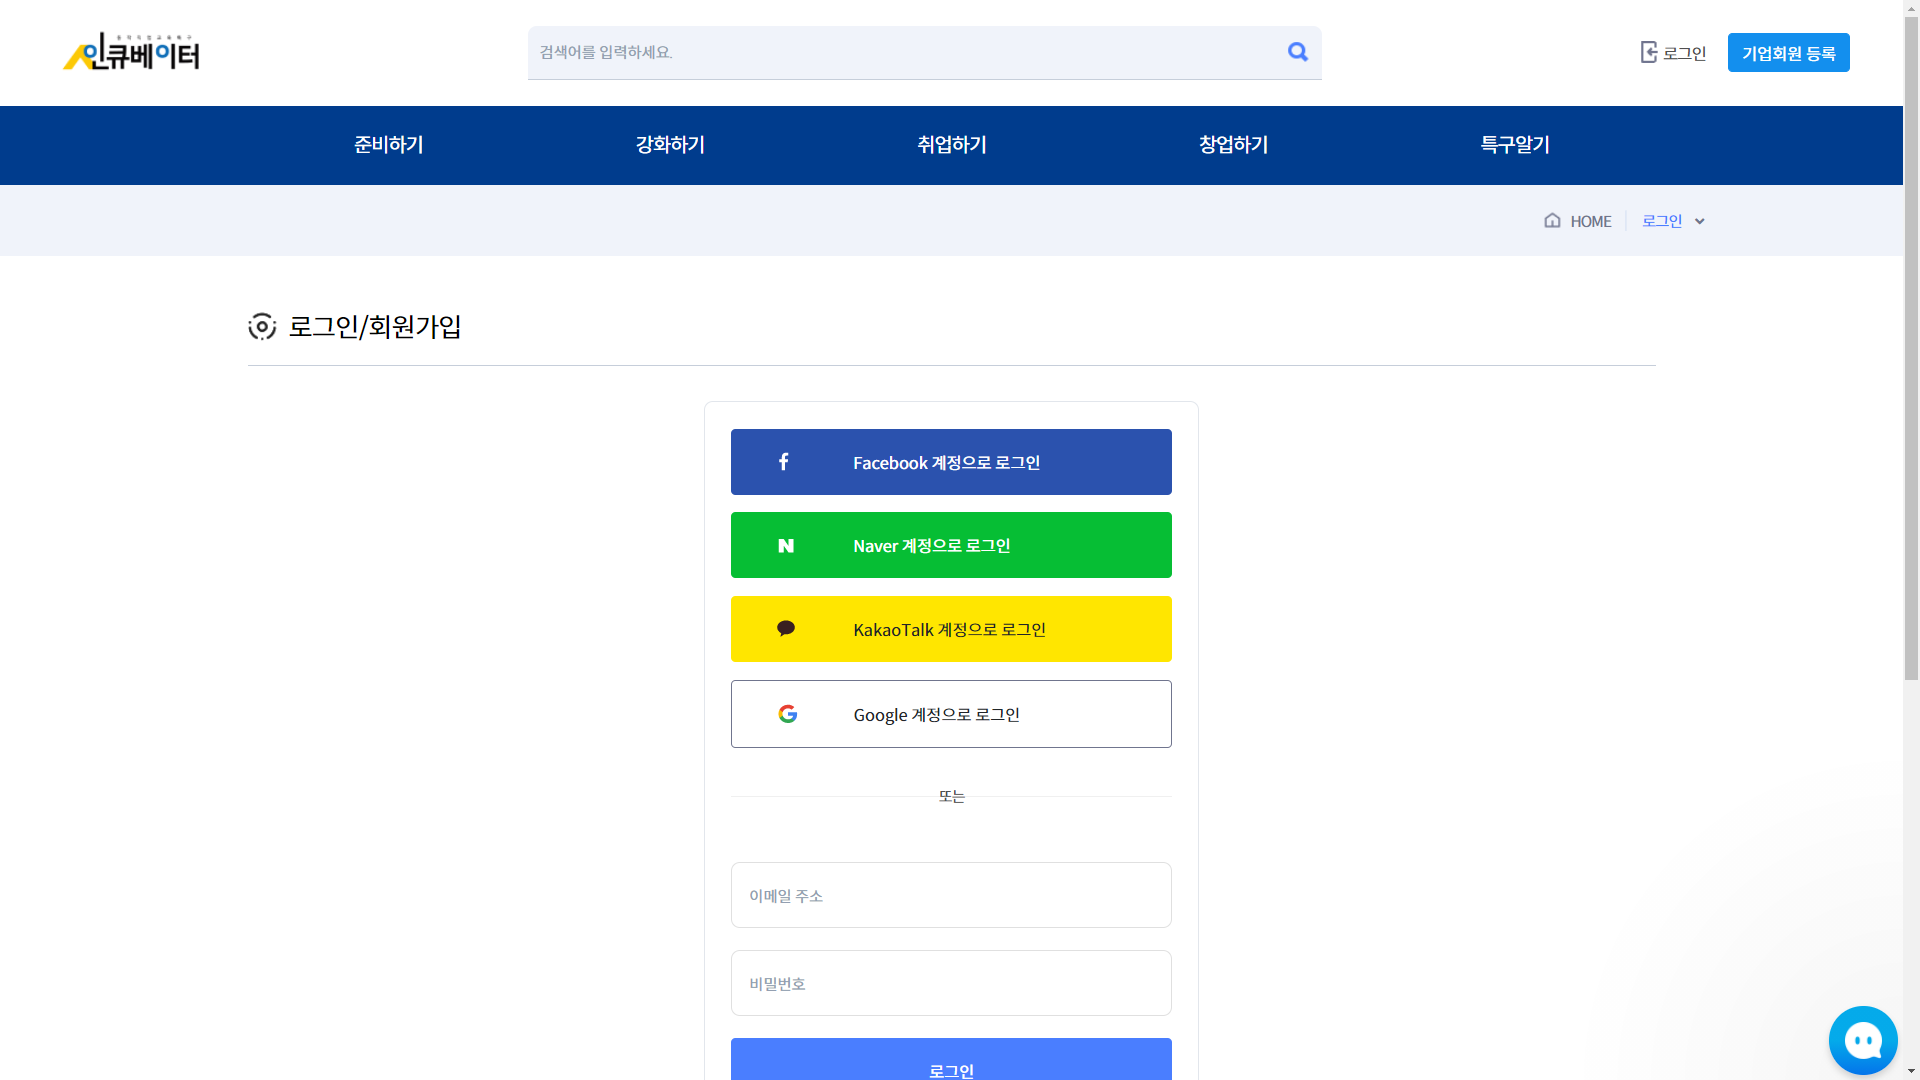 인큐베이터
검색어를 입력하세요.
로그인
기업회원 등록
준비하기
강화하기
취업하기
창업하기
특구알기
HOME
로그인
로그인/회원가입
Facebook 계정으로 로그인
Naver 계정으로 로그인
KakaoTalk 계정으로 로그인
Google 계정으로 로그인
또는
이메일 주소
비밀번호
로그인